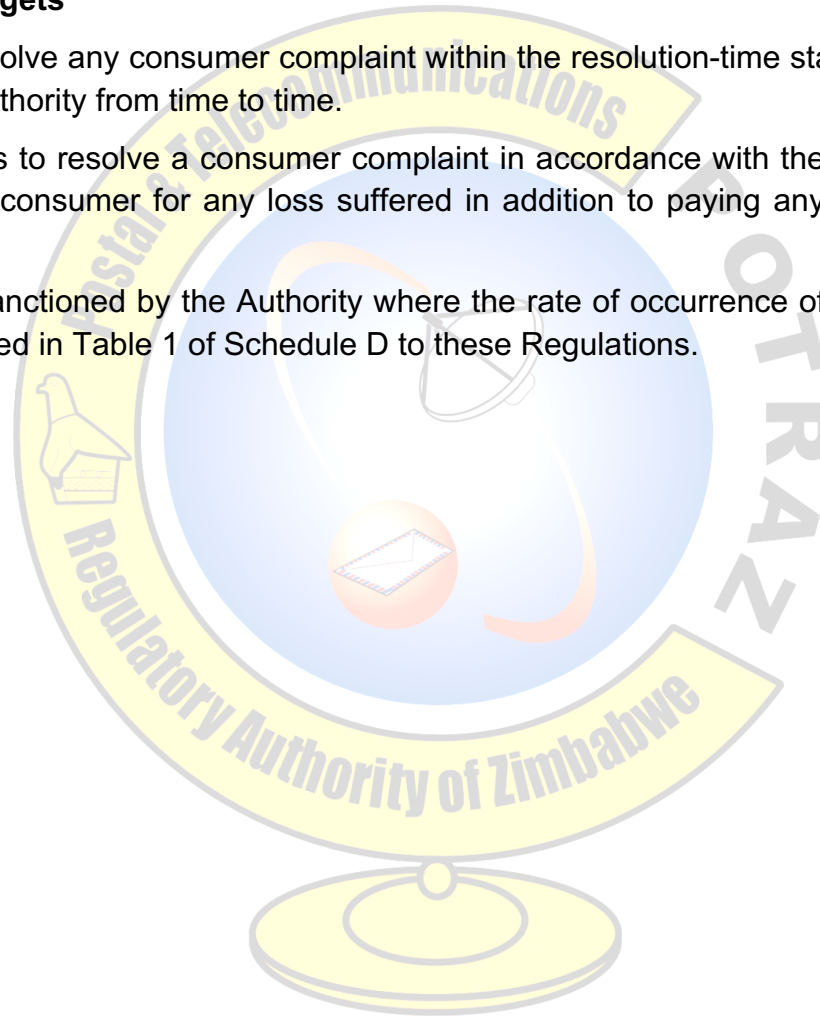 gets
olve any consumer complaint within the resolution-time sta
thority from time to time.
s to resolve a consumer complaint in accordance with the
consumer for any loss suffered in addition to paying any
anctioned by the Authority where the rate of occurrence of
ed in Table 1 of Schedule D to these Regulations.
Postal & Telecommunications
POTRAZ
Regulatory Authority of Zimbabwe